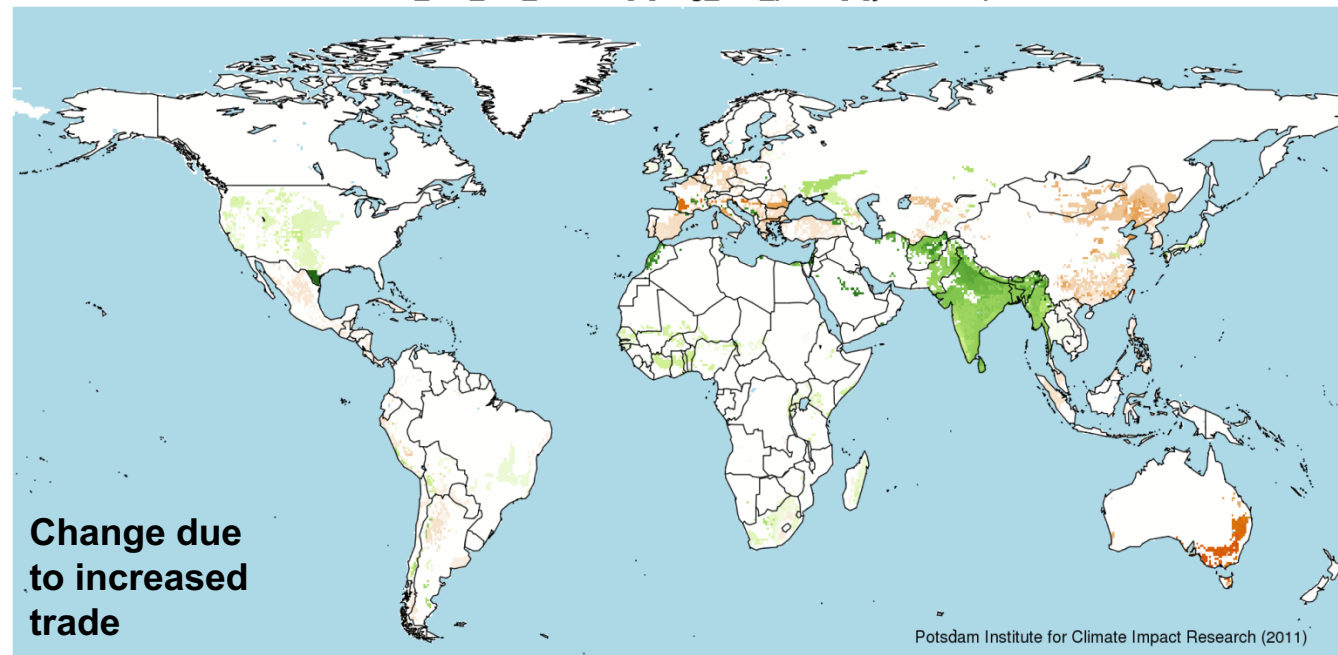 Change due
to increased
trade
Potsdam Institute for Climate Impact Research (2011)